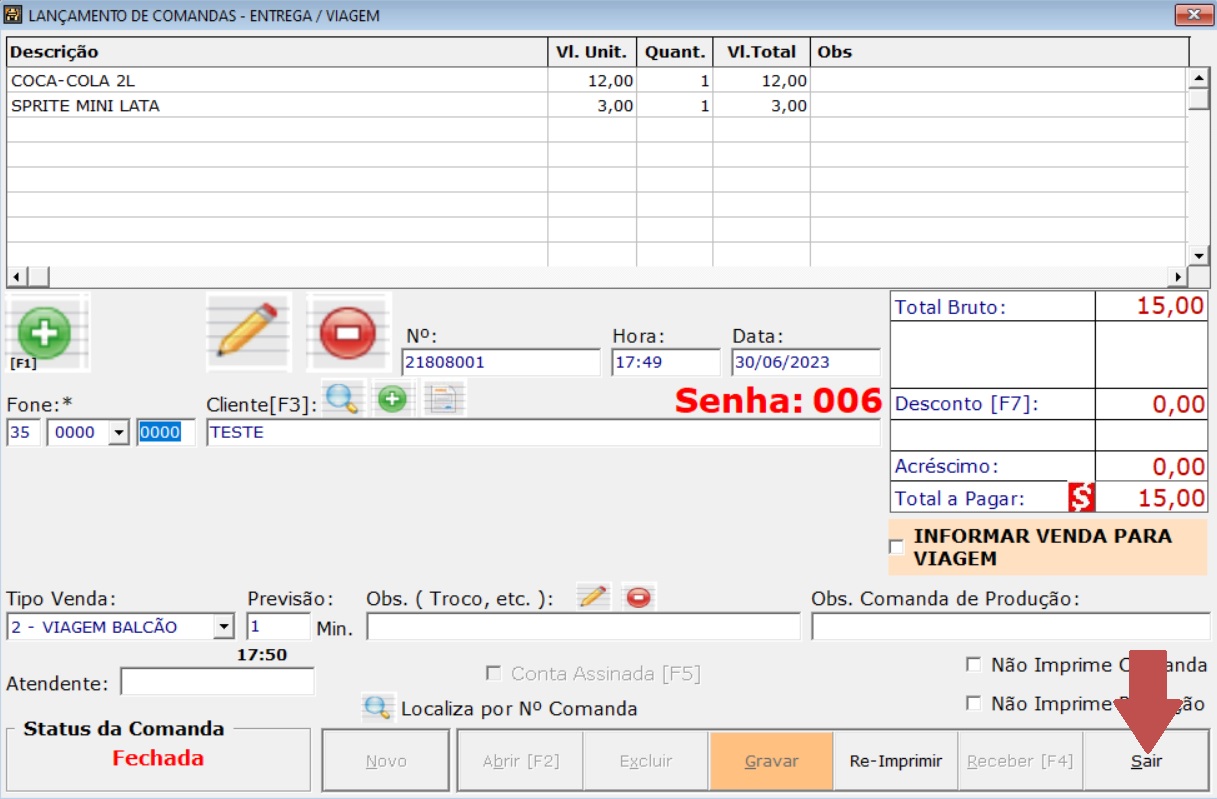 LANÇAMENTO DE COMANDAS - ENTREGA / VIAGEM
Descrição Vl. Unit. Quant. Vl.Total Obs
COCA-COLA 2L 12,00 1 12,00
SPRITE MINI LATA 3,00 1 3,00
[F1]
Nº: Hora: Data:
21808001 17:49 30/06/2023
Fone:* Cliente[F3]: Senha: 006
35 0000 0000 TESTE
Total Bruto: 15,00
Desconto [F7]: 0,00
Acréscimo: 0,00
Total a Pagar: $ 15,00
INFORMAR VENDA PARA
VIAGEM
Tipo Venda: Previsão: Obs. ( Troco, etc. ): Obs. Comanda de Produção:
2 - VIAGEM BALCÃO 1 Min.
17:50
Atendente: Conta Assinada [F5]
Não Imprime C anda
Localiza por Nº Comanda
Não Imprime ão
Status da Comanda
Fechada
Novo Abrir [F2] Excluir Gravar Re-Imprimir Receber [F4] Sair